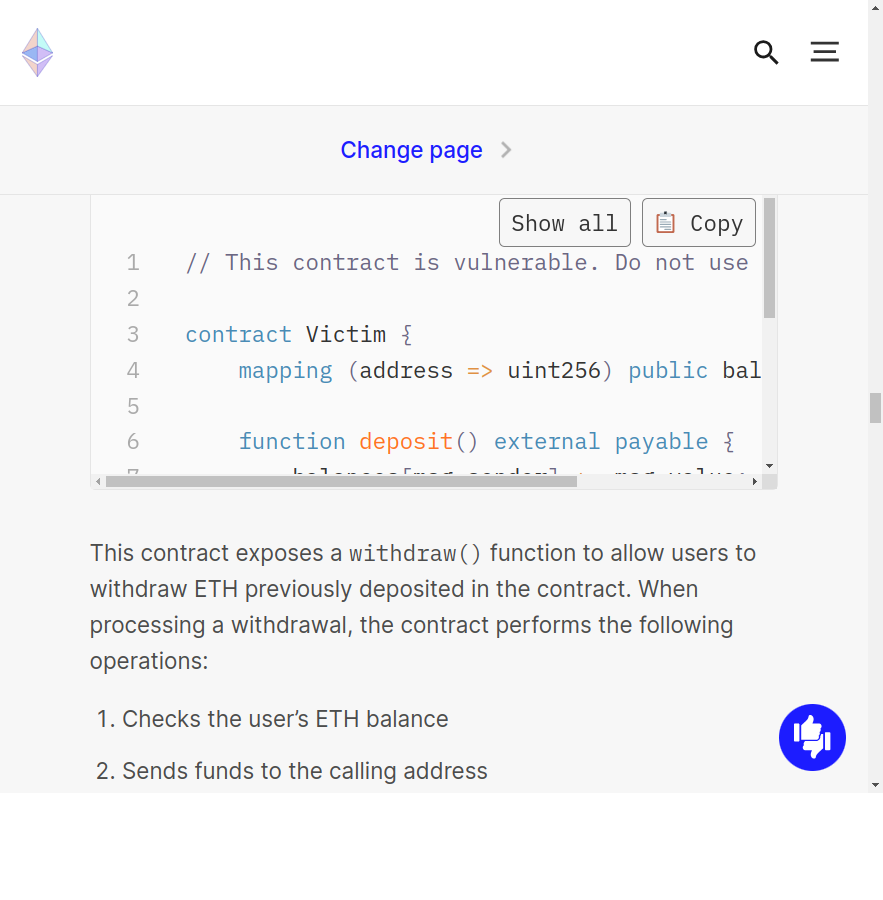 Change page
Show all
Copy
1 // This contract is vulnerable. Do not use
2
3 contract Victim {
4 mapping (address => uint256) public bal
5
6 function deposit() external payable {
This contract exposes a withdraw() function to allow users to
withdraw ETH previously deposited in the contract. When
processing a withdrawal, the contract performs the following
operations:
1. Checks the user’s ETH balance
2. Sends funds to the calling address